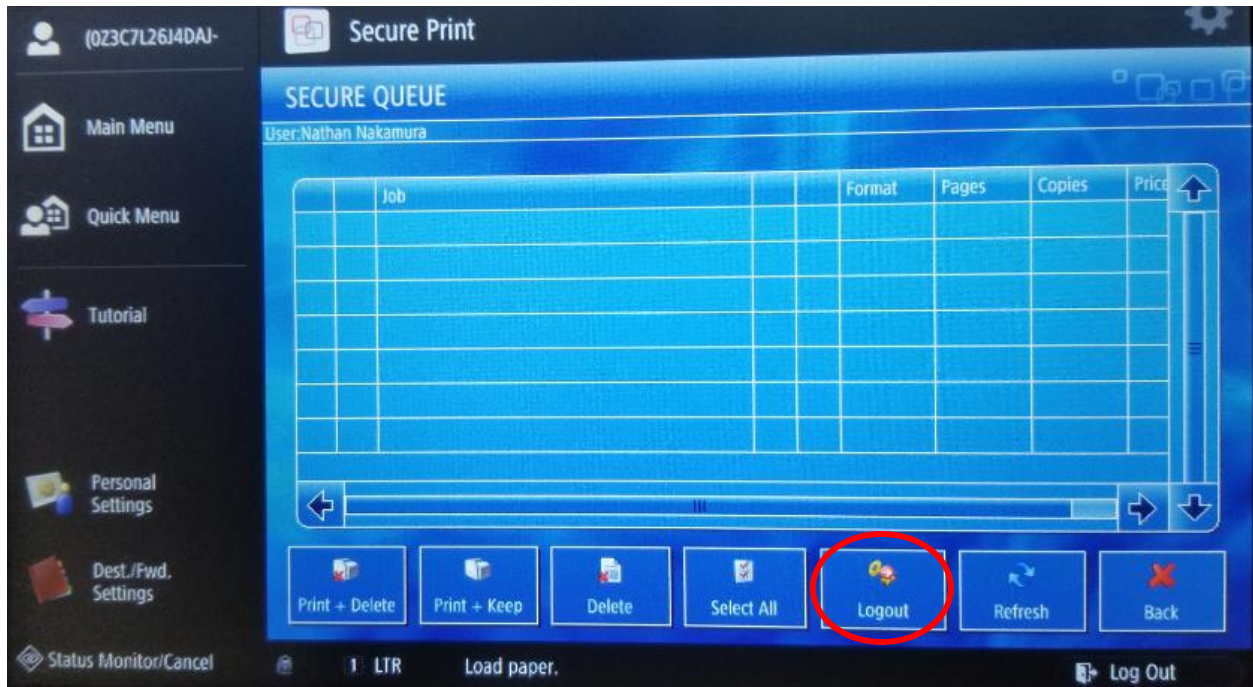 (0Z3C7L26J4DAJ-
Secure Print
Main Menu
Quick Menu
Tutorial
Personal
Settings
Dest./Fwd.
Settings
Status Monitor/Cancel
SECURE QUEUE
User:Nathan Nakamura
Job Format Pages Copies Price
Print + Delete Print + Keep Delete Select All Logout Refresh Back
1 LTR Load paper. Log Out